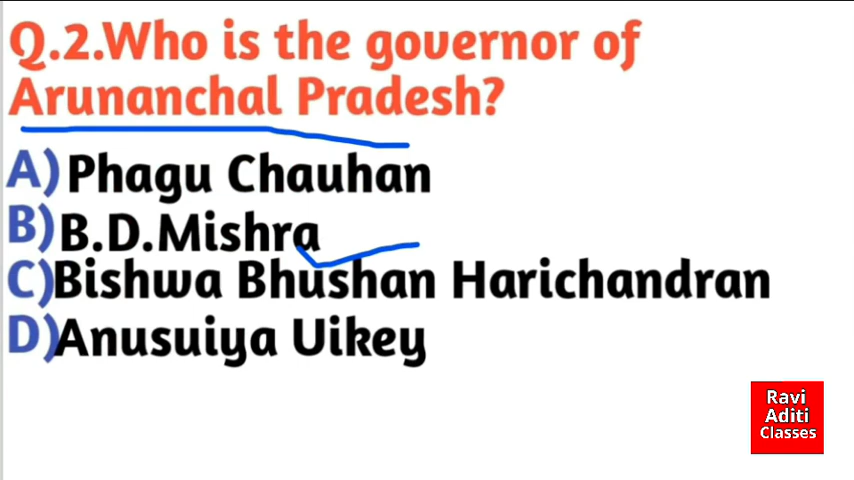 Q.2.Who is the governor of
Arunanchal Pradesh?
A) Phagu Chauhan
B) B.D.Mishra
C) Bishwa Bhushan Harichandran
D) Anusuiya Uikey
Ravi
Aditi
Classes